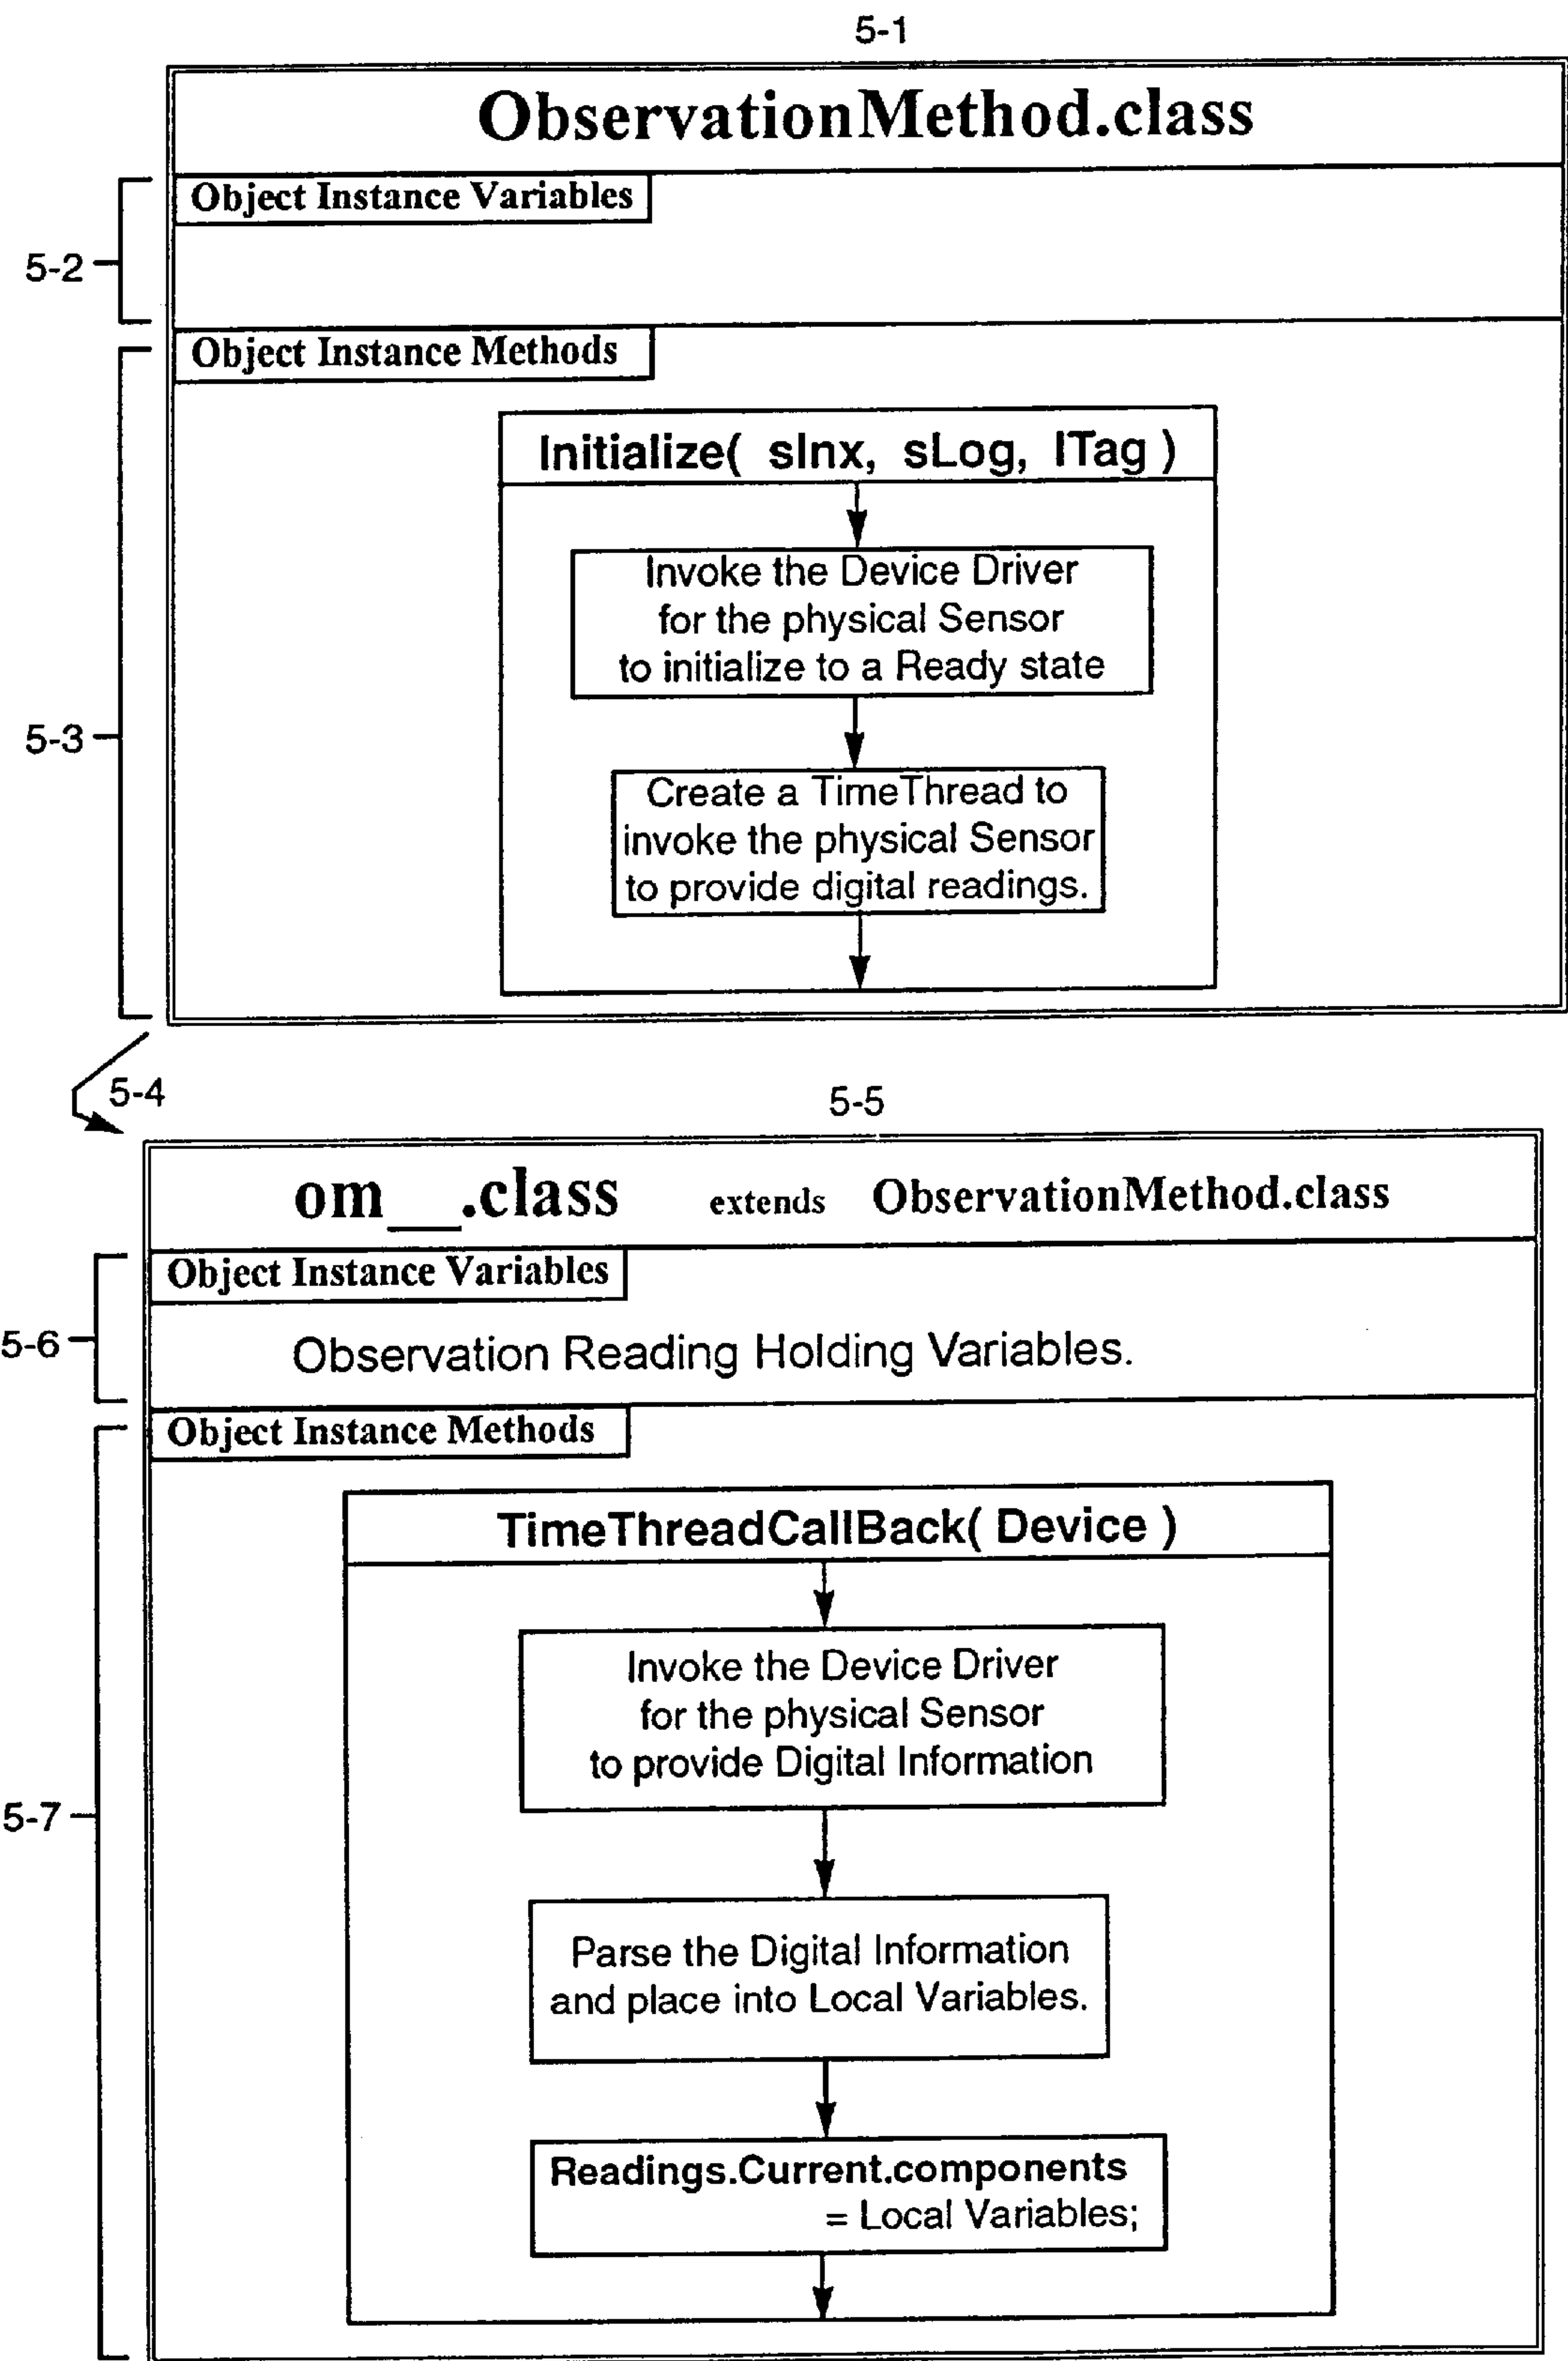 5-1
ObservationMethod.class
Object Instance Variables
5-2
Object Instance Methods
Initialize( sInx, sLog, lTag )
Invoke the Device Driver
for the physical Sensor
to initialize to a Ready state
5-3
Create a TimeThread to
invoke the physical Sensor
to provide digital readings.
5-4
5-5
om__.class extends ObservationMethod.class
Object Instance Variables
5-6
Observation Reading Holding Variables.
Object Instance Methods
TimeThreadCallBack( Device )
Invoke the Device Driver
for the physical Sensor
to provide Digital Information
5-7
Parse the Digital Information
and place into Local Variables.
Readings.Current.components
= Local Variables;